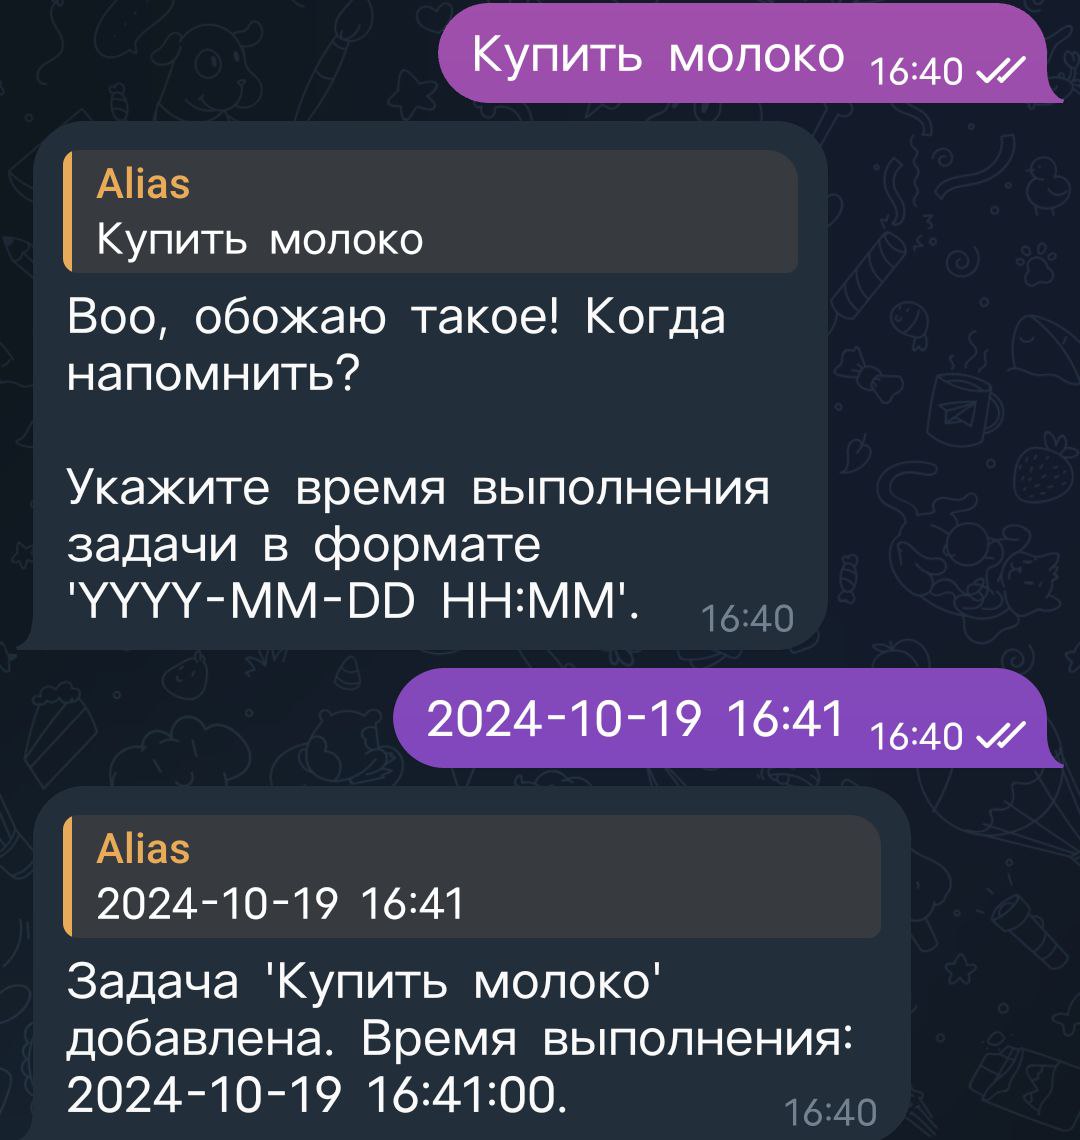 Купить молоко 16:40
Alias
Купить молоко
Воо, обожаю такое! Когда
напомнить?
Укажите время выполнения
задачи в формате
'YYYY-MM-DD HH:MM'. 16:40
2024-10-19 16:41 16:40
Alias
2024-10-19 16:41
Задача 'Купить молоко'
добавлена. Время выполнения:
2024-10-19 16:41:00. 16:40